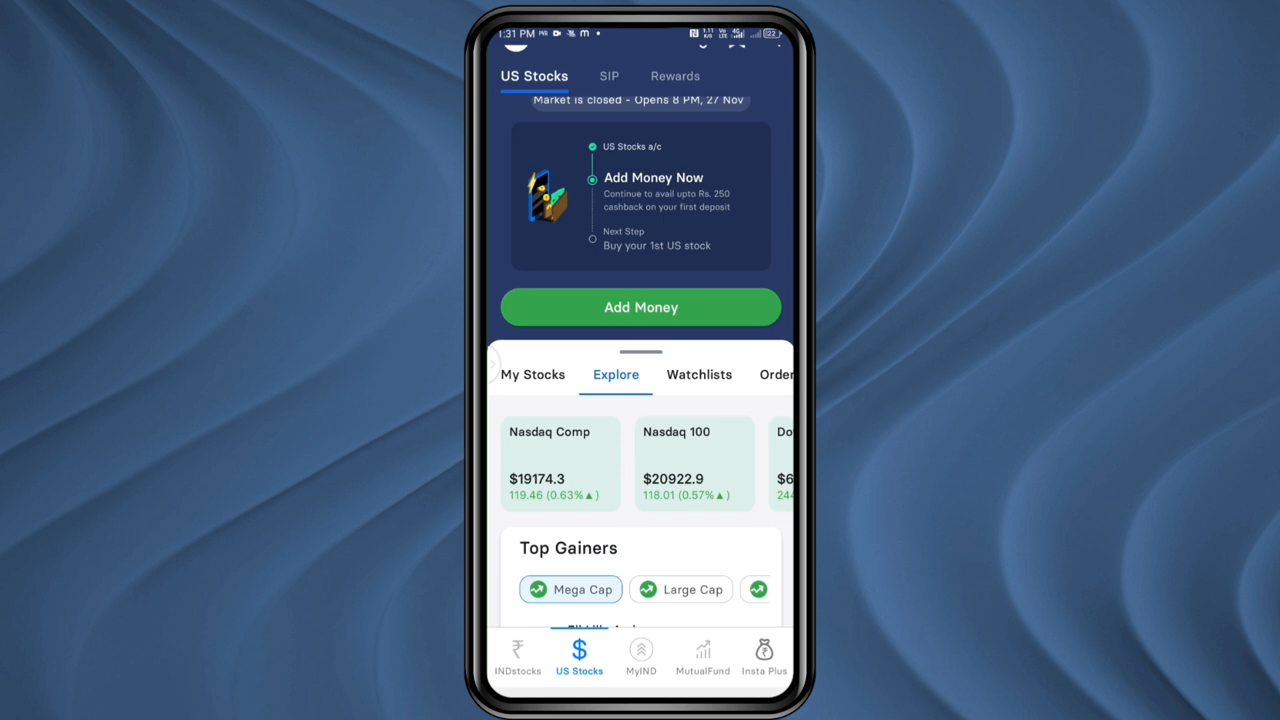 1:31 PM
22
US Stocks SIP Rewards
Market is closed - Opens 8 PM, 27 Nov
US Stocks a/c
Add Money Now
Continue to avail upto Rs. 250
cashback on your first deposit
Next Step
Buy your 1st US stock
Add Money
My Stocks Explore Watchlists Order
Nasdaq Comp Nasdaq 100 Do
$19174.3 $20922.9 $6
119.46 (0.63%▲) 118.01 (0.57%▲) 244
Top Gainers
Mega Cap Large Cap
INDstocks US Stocks MyIND MutualFund Insta Plus